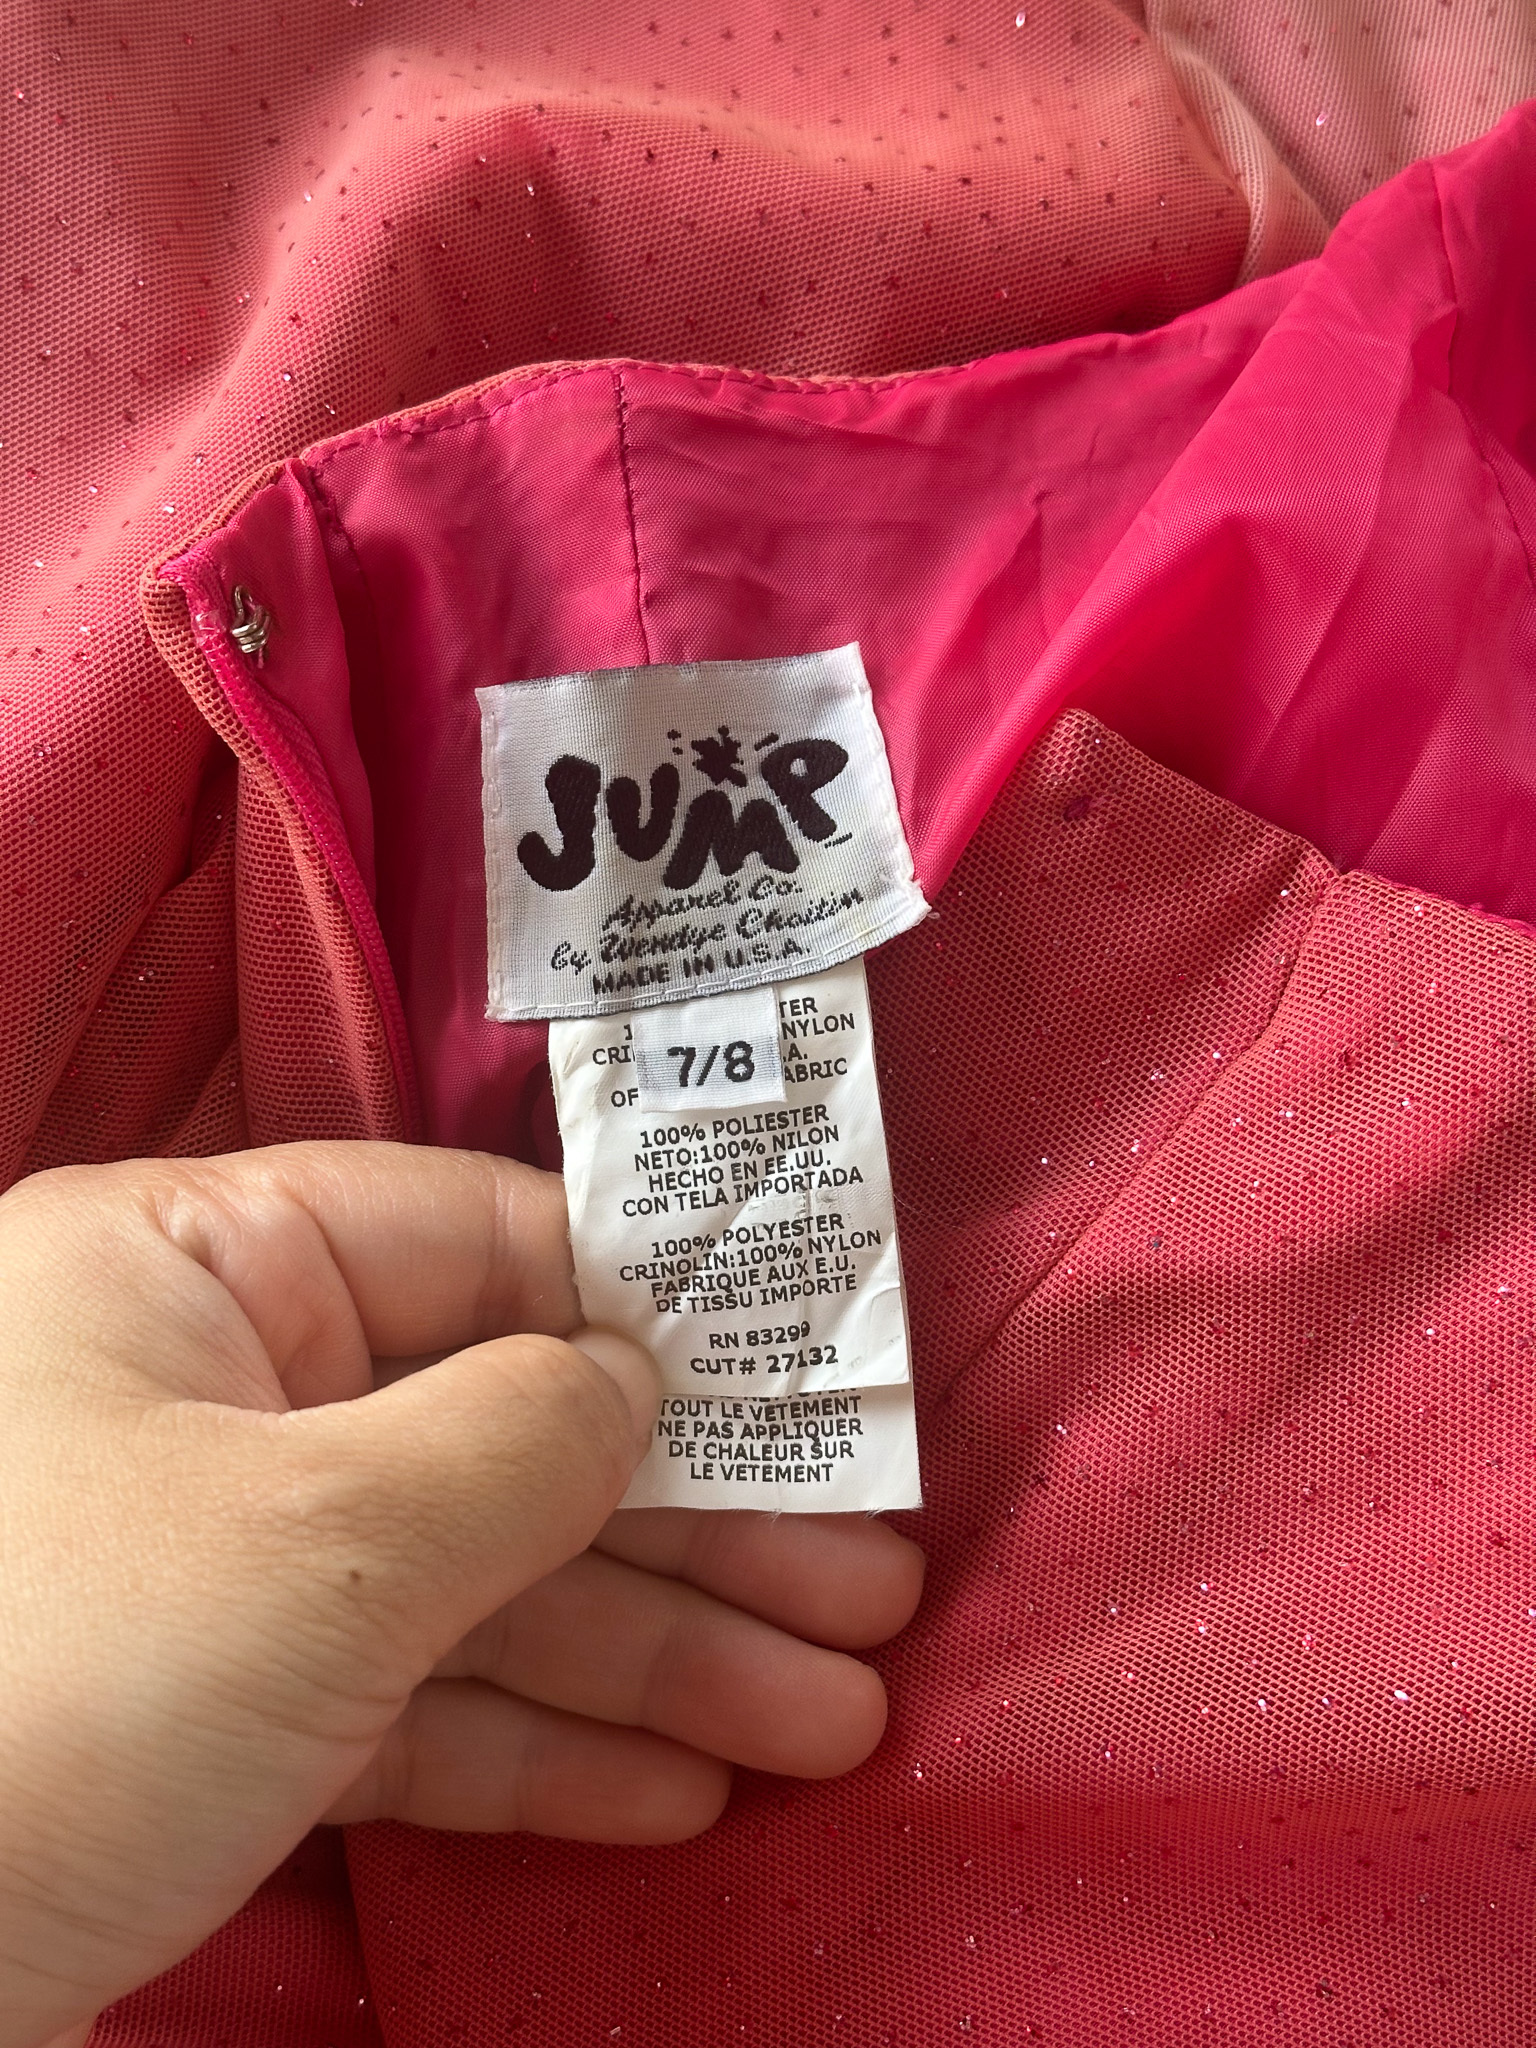 JUMP
Apparel Co.
by Wendye Chaitin
MADE IN U.S.A.
7/8
NYLON
OF
100% POLIESTER
NETO:100% NILON
HECHO EN EE.UU.
CON TELA IMPORTADA
100% POLYESTER
CRINOLIN:100% NYLON
FABRIQUE AUX E.U.
DE TISSU IMPORTE
RN 83299
CUT# 27132
TOUT LE VETEMENT
NE PAS APPLIQUER
DE CHALEUR SUR
LE VETEMENT